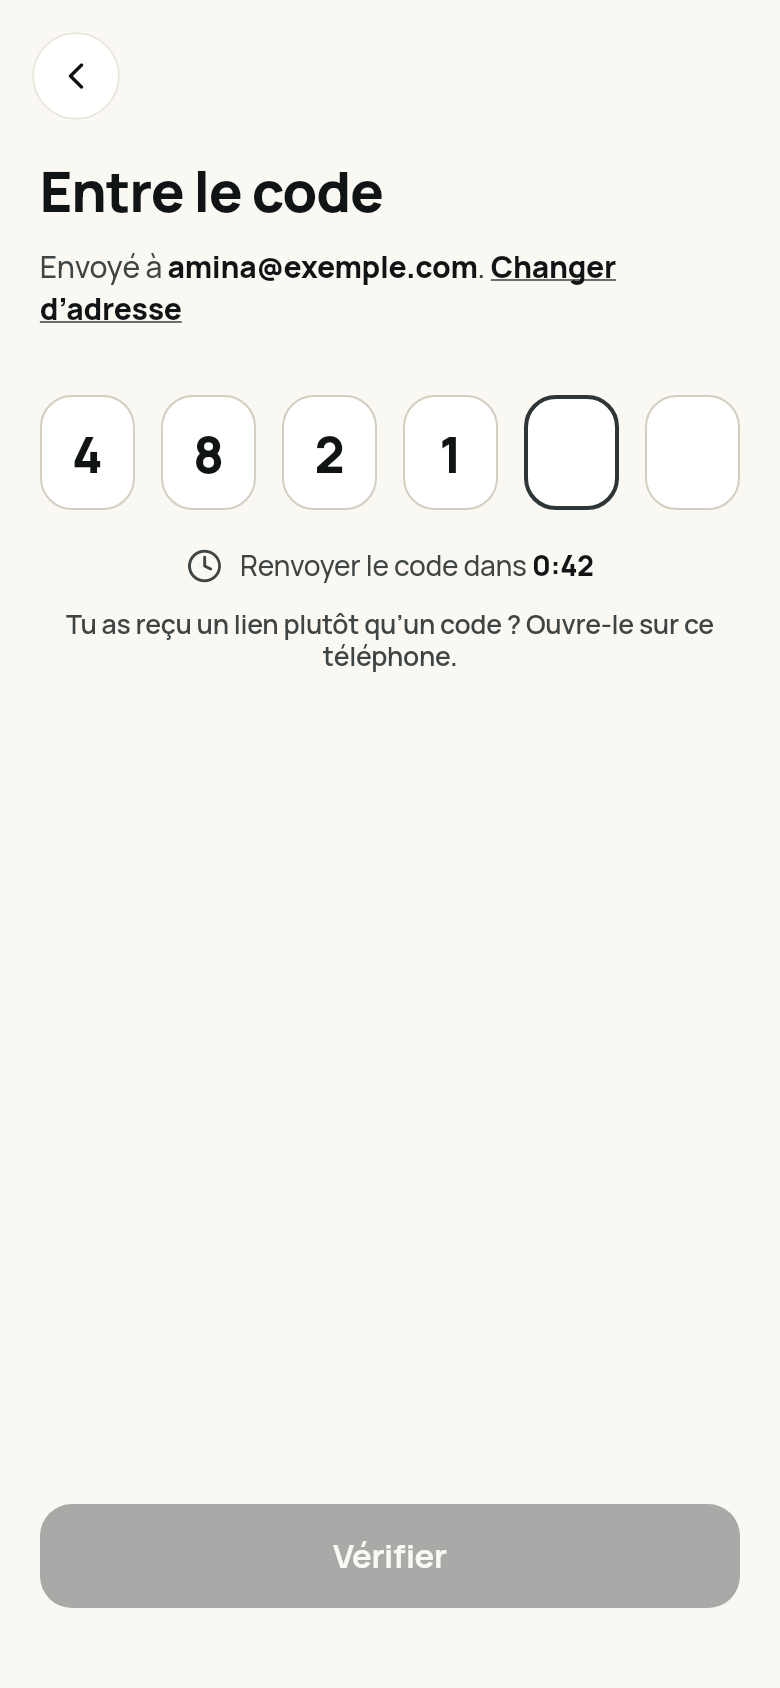 Entre le code
Envoyé à amina@exemple.com. Changer
d’adresse
4 8 2 1
Renvoyer le code dans 0:42
Tu as reçu un lien plutôt qu’un code ? Ouvre-le sur ce
téléphone.
Vérifier